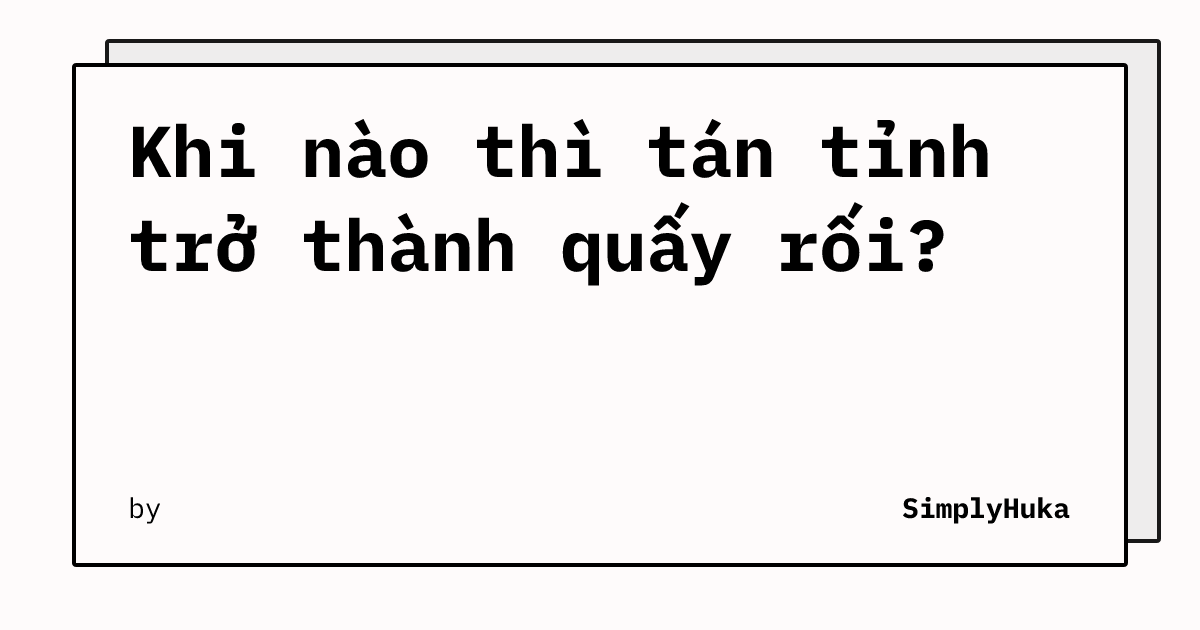 Khi nào thì tán tỉnh
trở thành quấy rối?
by
SimplyHuka